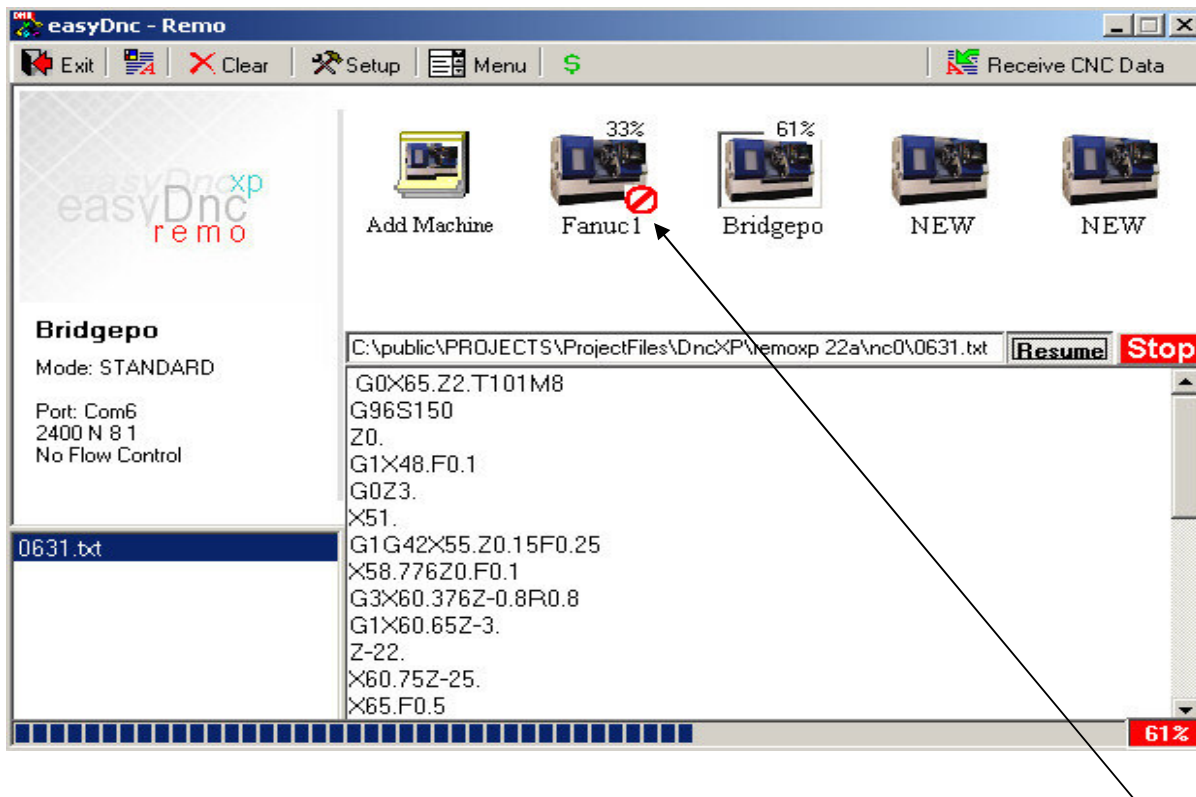 easyDnc - Remo
Exit
Clear
Setup
Menu
$
Receive CNC Data
easyDnc xp
easyDnc
remo
33%
61%
Add Machine
Fanuc1
Bridgepo
NEW
NEW
Bridgepo
Mode: STANDARD
Port: Com6
2400 N 8 1
No Flow Control
C:\public\PROJECTS\ProjectFiles\DncXP\remoxp 22a\nc0\0631.txt
Resume
Stop
G0X65.Z2.T101M8
G96S150
Z0.
G1X48.F0.1
G0Z3.
X51.
G1G42X55.Z0.15F0.25
X58.776Z0.F0.1
G3X60.376Z-0.8R0.8
G1X60.65Z-3.
Z-22.
X60.75Z-25.
X65.F0.5
0631.txt
61%